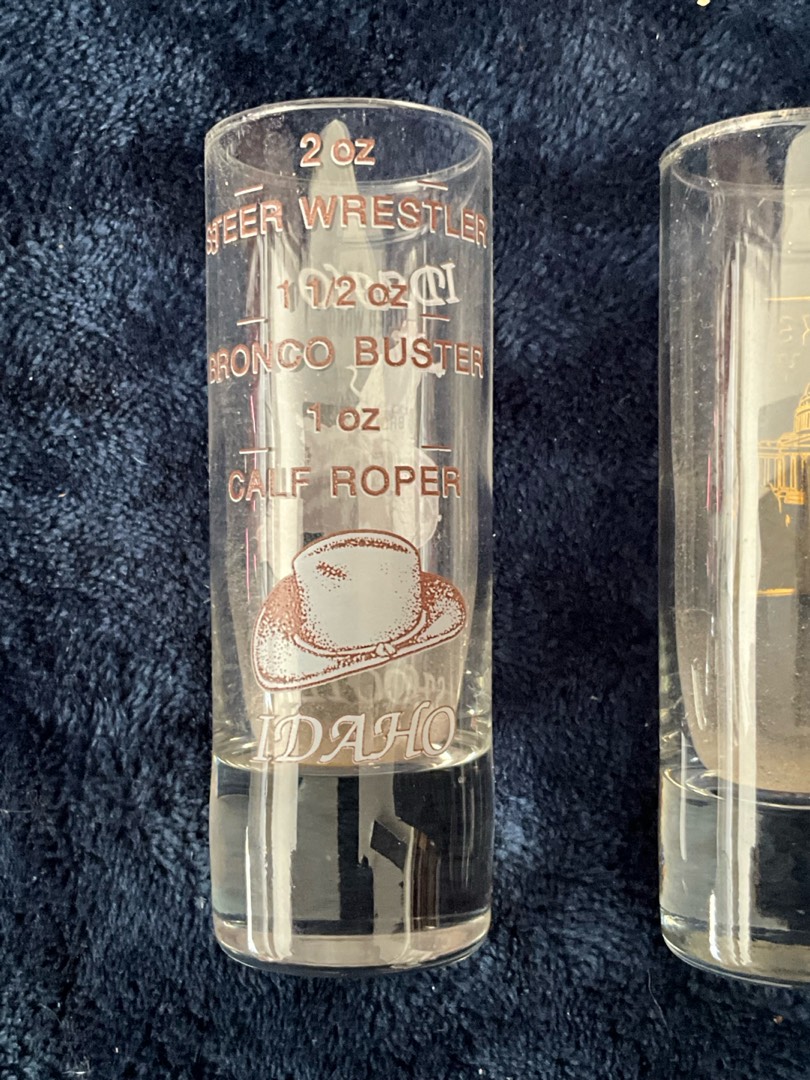 2 oz
STEER WRESTLER
1 1/2 oz
BRONCO BUSTER
1 oz
CALF ROPER
IDAHO